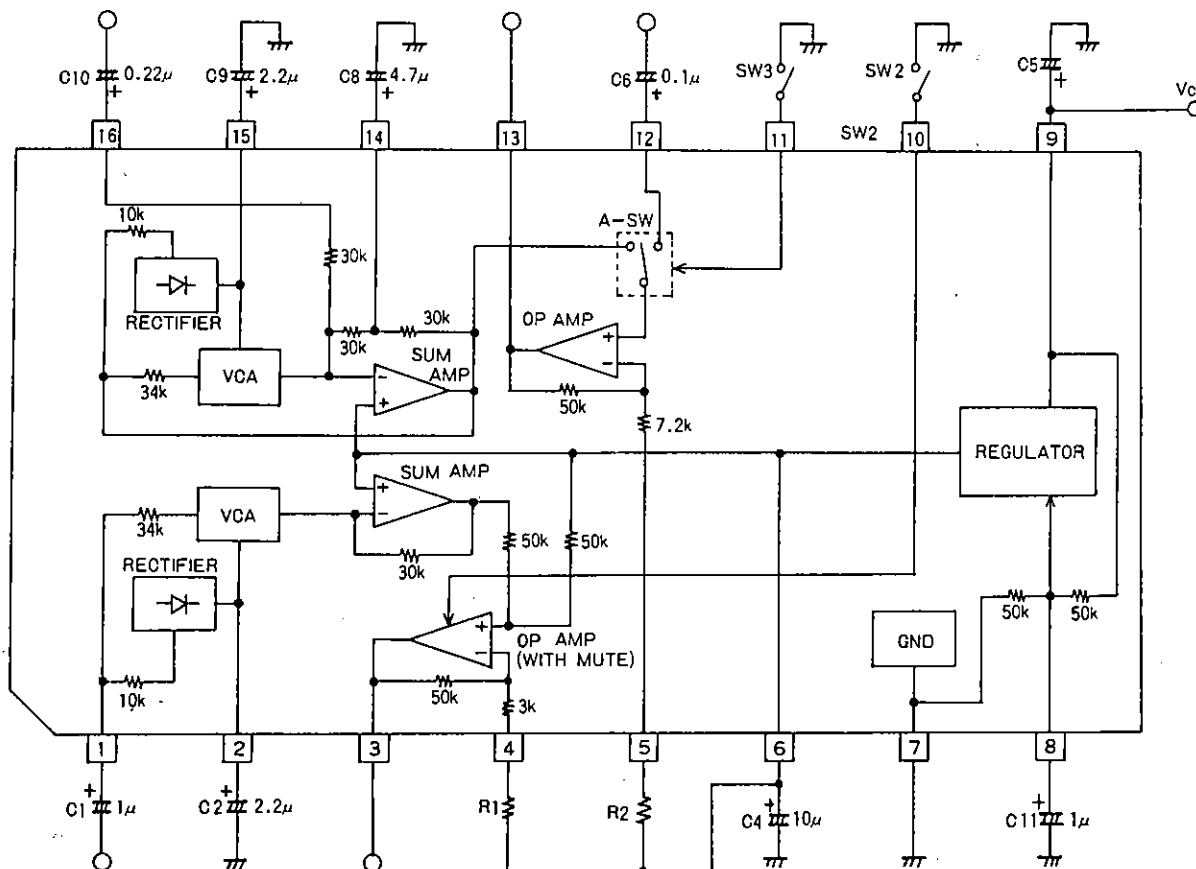 C10 0.22μ
C9 2.2μ
C8 4.7μ
C6 0.1μ
SW3
SW2
C5
Vc
+
+
+
+
+
16
15
14
13
12
11
SW2
10
9
10k
RECTIFIER
30k
30k
30k
34k
VCA
SUM
AMP
-
+
A-SW
OP AMP
+
-
50k
7.2k
REGULATOR
SUM AMP
+
-
34k
VCA
30k
50k
50k
RECTIFIER
10k
+
-
OP AMP
(WITH MUTE)
50k
3k
GND
50k
50k
1
2
3
4
5
6
7
8
+
C1 1μ
+
C2 2.2μ
R1
R2
+
C4 10μ
+
C11 1μ